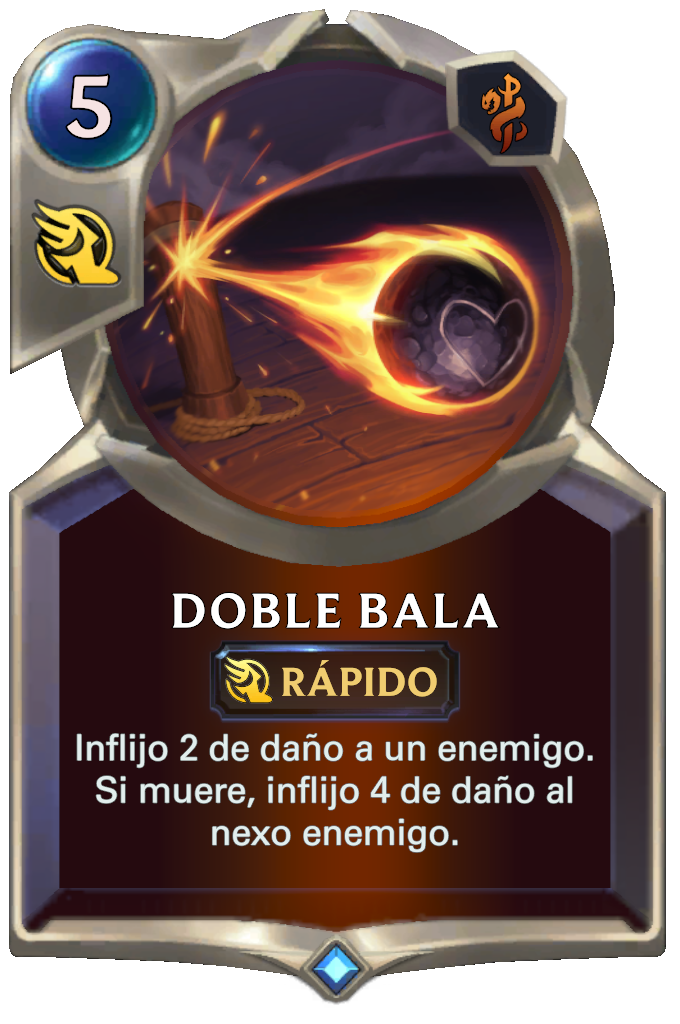 5
DOBLE BALA
RÁPIDO
Inflijo 2 de daño a un enemigo.
Si muere, inflijo 4 de daño al
nexo enemigo.